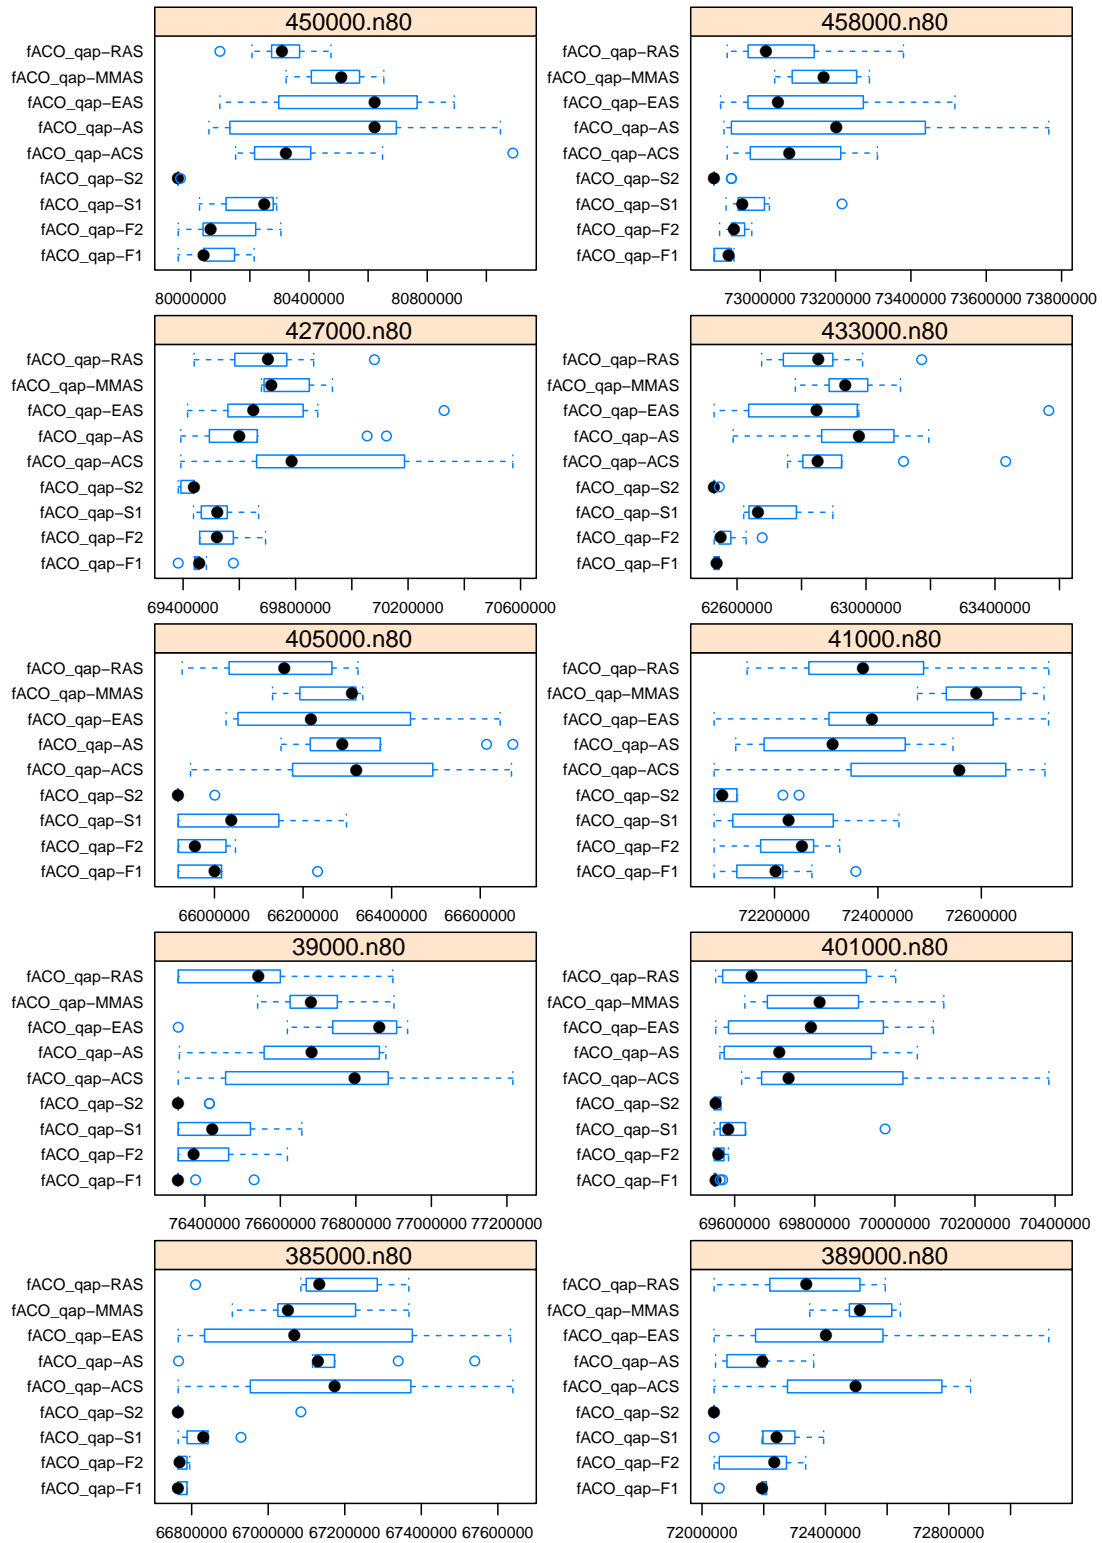 450000.n80
458000.n80
fACO_qap−RAS
fACO_qap−MMAS
fACO_qap−EAS
fACO_qap−AS
fACO_qap−ACS
fACO_qap−S2
fACO_qap−S1
fACO_qap−F2
fACO_qap−F1
80000000 80400000 80800000
fACO_qap−RAS
fACO_qap−MMAS
fACO_qap−EAS
fACO_qap−AS
fACO_qap−ACS
fACO_qap−S2
fACO_qap−S1
fACO_qap−F2
fACO_qap−F1
73000000 73200000 73400000 73600000 73800000
427000.n80
433000.n80
fACO_qap−RAS
fACO_qap−MMAS
fACO_qap−EAS
fACO_qap−AS
fACO_qap−ACS
fACO_qap−S2
fACO_qap−S1
fACO_qap−F2
fACO_qap−F1
69400000 69800000 70200000 70600000
fACO_qap−RAS
fACO_qap−MMAS
fACO_qap−EAS
fACO_qap−AS
fACO_qap−ACS
fACO_qap−S2
fACO_qap−S1
fACO_qap−F2
fACO_qap−F1
62600000 63000000 63400000
405000.n80
41000.n80
fACO_qap−RAS
fACO_qap−MMAS
fACO_qap−EAS
fACO_qap−AS
fACO_qap−ACS
fACO_qap−S2
fACO_qap−S1
fACO_qap−F2
fACO_qap−F1
66000000 66200000 66400000 66600000
fACO_qap−RAS
fACO_qap−MMAS
fACO_qap−EAS
fACO_qap−AS
fACO_qap−ACS
fACO_qap−S2
fACO_qap−S1
fACO_qap−F2
fACO_qap−F1
72200000 72400000 72600000
39000.n80
401000.n80
fACO_qap−RAS
fACO_qap−MMAS
fACO_qap−EAS
fACO_qap−AS
fACO_qap−ACS
fACO_qap−S2
fACO_qap−S1
fACO_qap−F2
fACO_qap−F1
76400000 76600000 76800000 77000000 77200000
fACO_qap−RAS
fACO_qap−MMAS
fACO_qap−EAS
fACO_qap−AS
fACO_qap−ACS
fACO_qap−S2
fACO_qap−S1
fACO_qap−F2
fACO_qap−F1
69600000 69800000 70000000 70200000 70400000
385000.n80
389000.n80
fACO_qap−RAS
fACO_qap−MMAS
fACO_qap−EAS
fACO_qap−AS
fACO_qap−ACS
fACO_qap−S2
fACO_qap−S1
fACO_qap−F2
fACO_qap−F1
66800000 67000000 67200000 67400000 67600000
fACO_qap−RAS
fACO_qap−MMAS
fACO_qap−EAS
fACO_qap−AS
fACO_qap−ACS
fACO_qap−S2
fACO_qap−S1
fACO_qap−F2
fACO_qap−F1
72000000 72400000 72800000